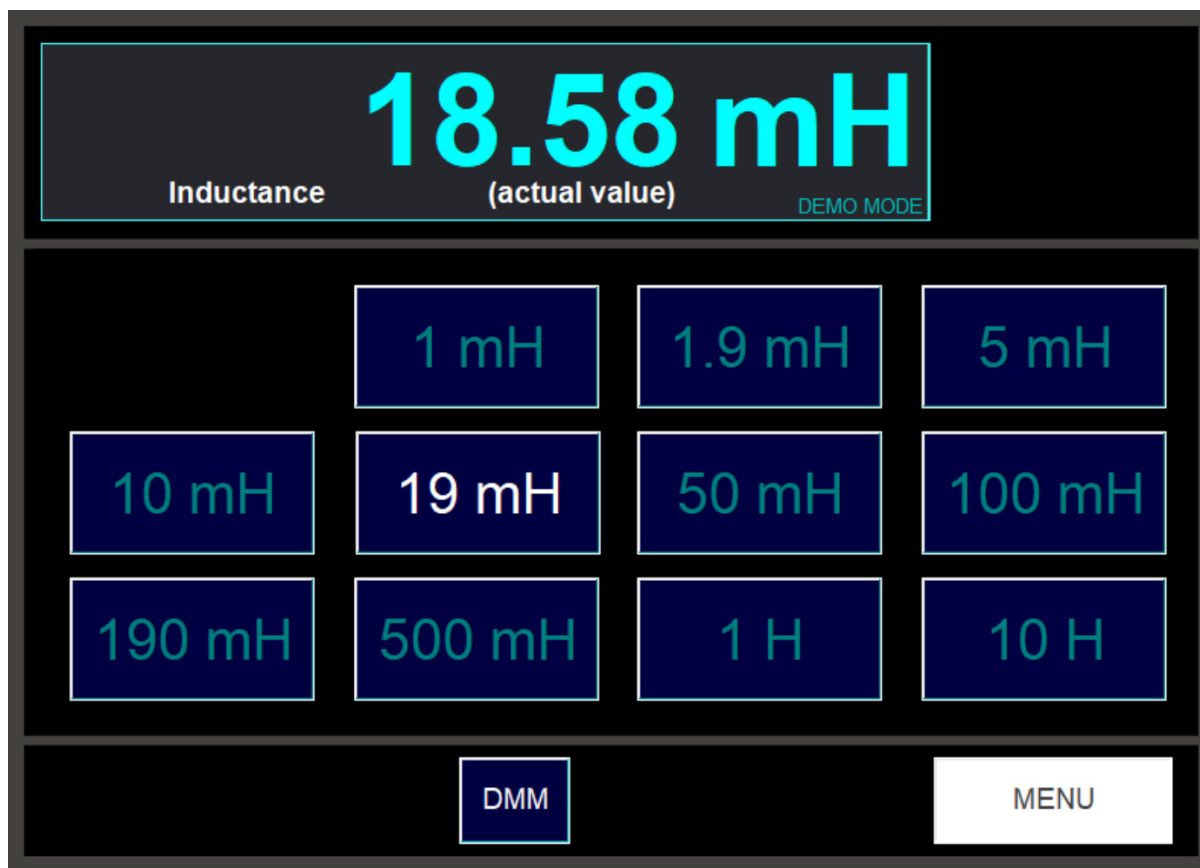 18.58 mH
Inductance (actual value) DEMO MODE
1 mH 1.9 mH 5 mH
10 mH 19 mH 50 mH 100 mH
190 mH 500 mH 1 H 10 H
DMM MENU